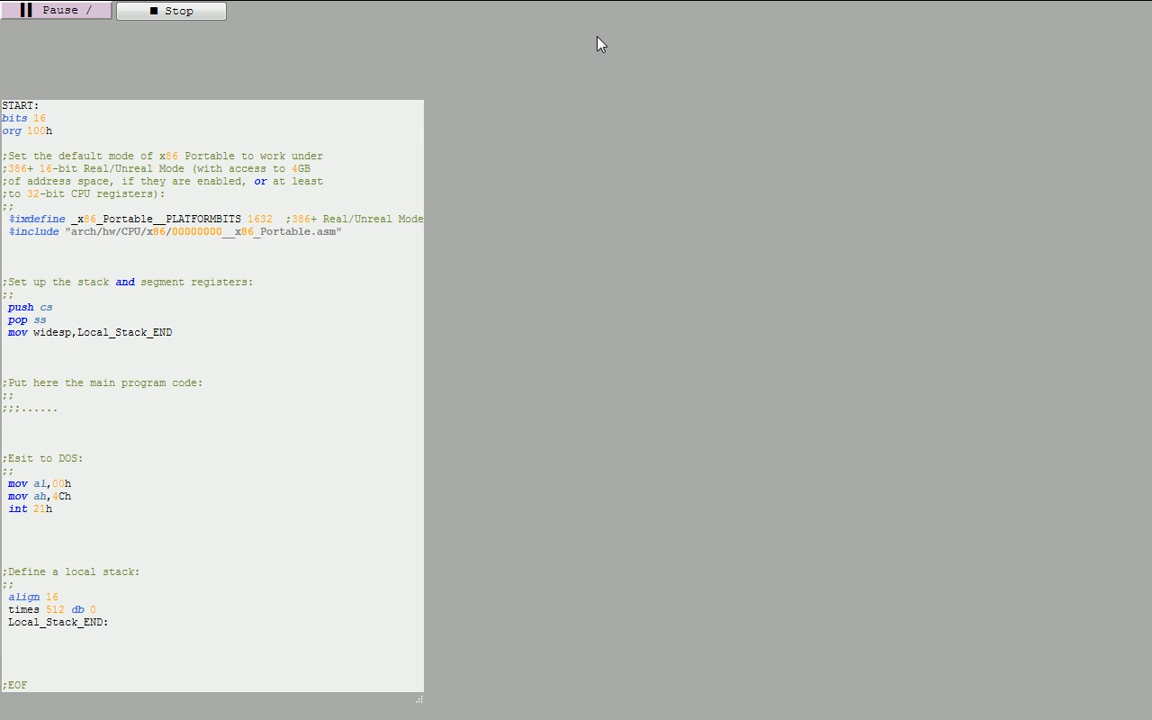 Pause /
Stop
START:
bits 16
org 100h
;Set the default mode of x86 Portable to work under
;386+ 16-bit Real/Unreal Mode (with access to 4GB
;of address space, if they are enabled, or at least
;to 32-bit CPU registers):
;;
%ixdefine _x86_Portable__PLATFORMBITS 1632  ;386+ Real/Unreal Mode
%include "arch/hw/CPU/x86/00000000__x86_Portable.asm"
;Set up the stack and segment registers:
;;
push cs
pop ss
mov widesp,Local_Stack_END
;Put here the main program code:
;;
;;;......
;Esit to DOS:
;;
mov al,00h
mov ah,4Ch
int 21h
;Define a local stack:
;;
align 16
times 512 db 0
Local_Stack_END:
;EOF